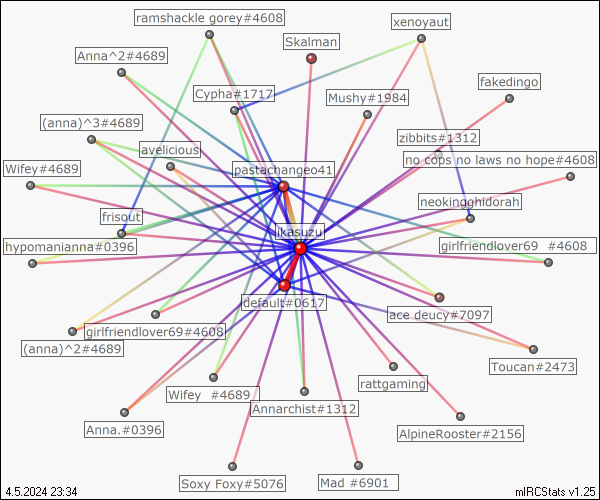 ramshackle gorey#4608
xenoyaut
Skalman
Anna^2#4689
fakedingo
Cypha#1717
Mushy#1984
(anna)^3#4689
zibbits#1312
lavelicious
no cops no laws no hope#4608
Wifey#4689
pastachangeo41
neokingghidorah
frisout
ikasuzu
hypomanianna#0396
girlfriendlover69 #4608
default#0617
ace deucy#7097
girlfriendlover69#4608
(anna)^2#4689
Toucan#2473
rattgaming
Wifey #4689
Annarchist#1312
Anna.#0396
AlpineRooster#2156
Soxy Foxy#5076
Mad #6901
4.5.2024 23:34
mIRCStats v1.25